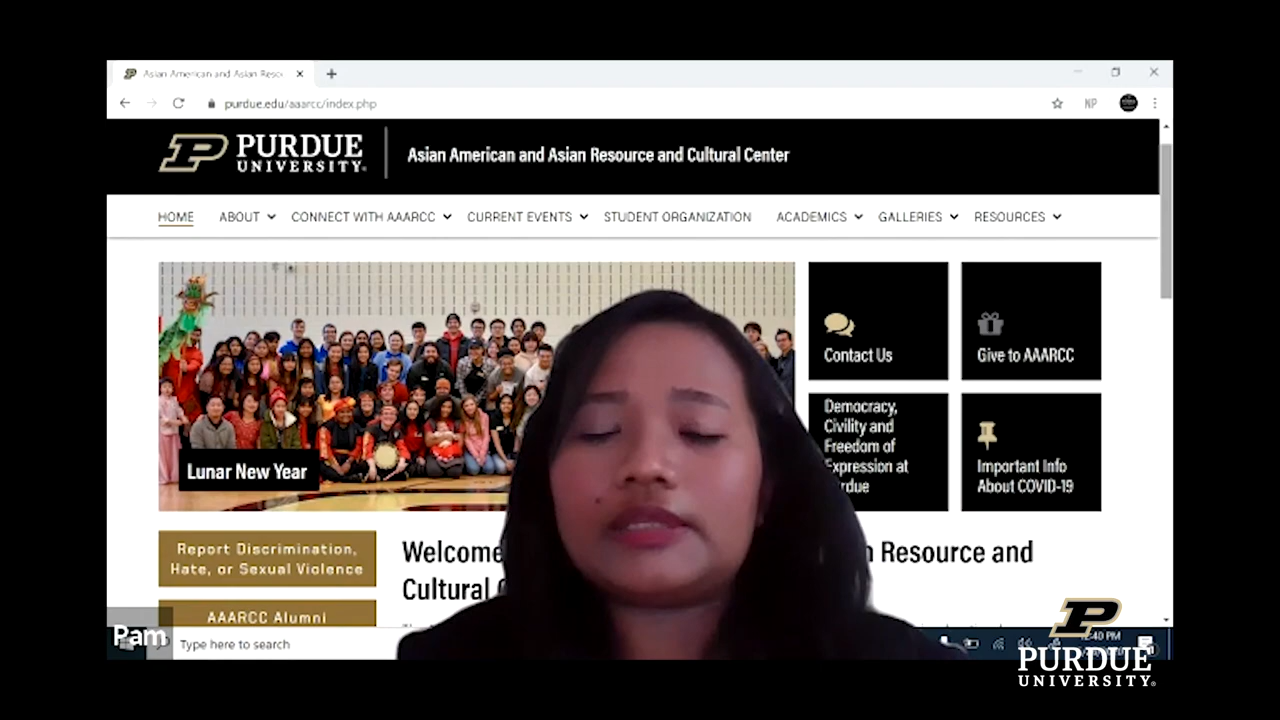 Asian American and Asian Resc
purdue.edu/aaarcc/index.php
NP
PURDUE
UNIVERSITY®
Asian American and Asian Resource and Cultural Center
HOME
ABOUT
CONNECT WITH AAARCC
CURRENT EVENTS
STUDENT ORGANIZATION
ACADEMICS
GALLERIES
RESOURCES
Lunar New Year
Contact Us
Give to AAARCC
Democracy,
Civility and
Freedom of
Expression at
Important Info
About COVID-19
Report Discrimination,
Hate, or Sexual Violence
AAARCC Alumni
Welcome Resource and
Cultural
Pam
Type here to search
PURDUE
UNIVERSITY®